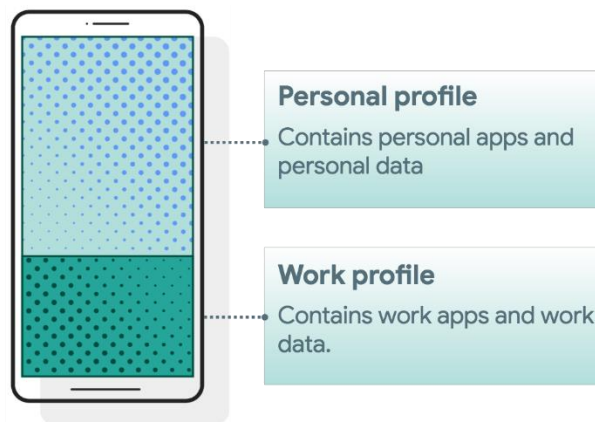 Personal profile
Contains personal apps and
personal data
Work profile
Contains work apps and work
data.